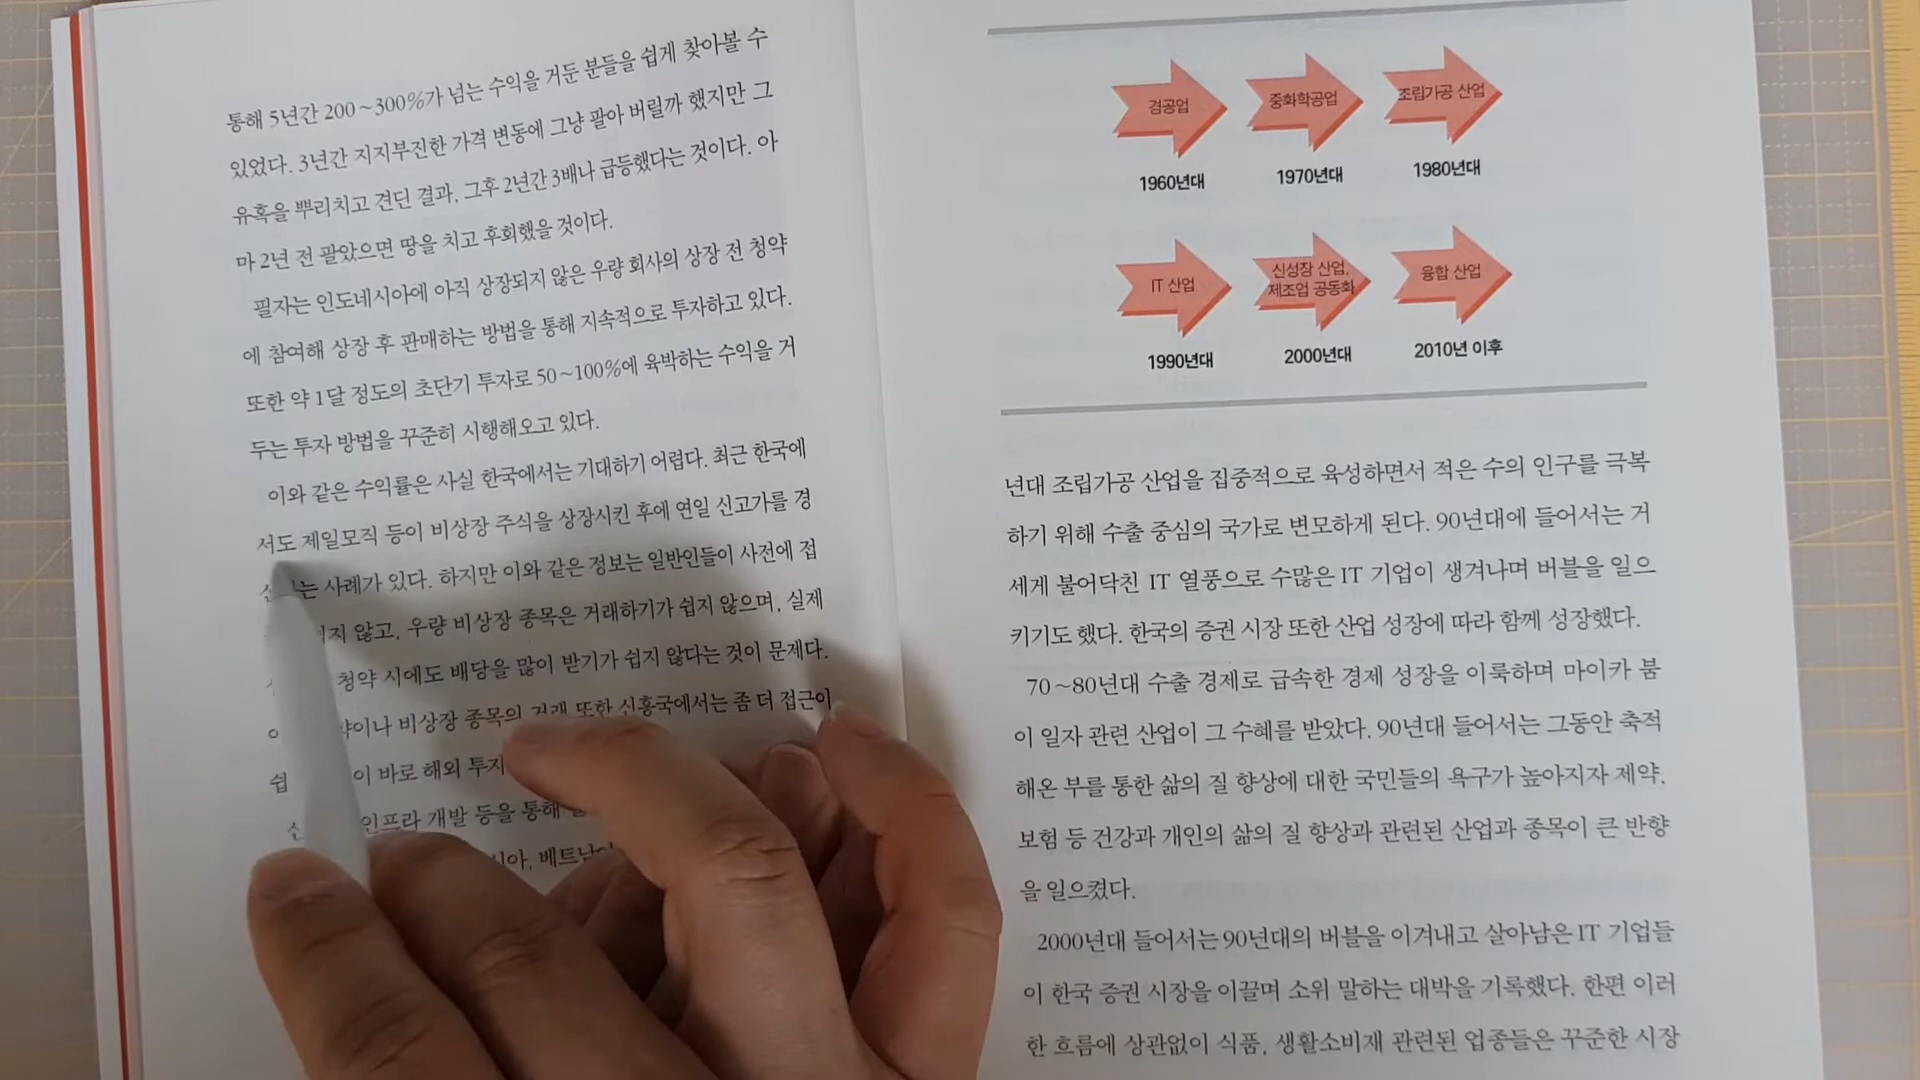 통해 5년간 200~300%가 넘는 수익을 거둔 분들을 쉽게 찾아볼 수
있었다. 3년간 지지부진한 가격 변동에 그냥 팔아 버릴까 했지만 그
유혹을 뿌리치고 견딘 결과, 그후 2년간 3배나 급등했다는 것이다. 아
마 2년 전 팔았으면 땅을 치고 후회했을 것이다.
필자는 인도네시아에 아직 상장되지 않은 우량 회사의 상장 전 청약
에 참여해 상장 후 판매하는 방법을 통해 지속적으로 투자하고 있다.
또한 약 1달 정도의 초단기 투자로 50~100%에 육박하는 수익을 거
두는 투자 방법을 꾸준히 시행해오고 있다.
이와 같은 수익률은 사실 한국에서는 기대하기 어렵다. 최근 한국에
서도 제일모직 등이 비상장 주식을 상장시킨 후에 연일 신고가를 경
는 사례가 있다. 하지만 이와 같은 정보는 일반인들이 사전에 접
지 않고, 우량 비상장 종목은 거래하기가 쉽지 않으며, 실제
청약 시에도 배당을 많이 받기가 쉽지 않다는 것이 문제다.
약이나 비상장 종목의 거래 또한 신흥국에서는 좀 더 접근이
쉽 이 바로 해외 투자
인프라 개발 등을 통해
시아, 베트남
경공업
중화학공업
조립가공 산업
1960년대
1970년대
1980년대
IT 산업
신성장 산업,
제조업 공동화
융합 산업
1990년대
2000년대
2010년 이후
년대 조립가공 산업을 집중적으로 육성하면서 적은 수의 인구를 극복
하기 위해 수출 중심의 국가로 변모하게 된다. 90년대에 들어서는 거
세게 불어닥친 IT 열풍으로 수많은 IT 기업이 생겨나며 버블을 일으
키기도 했다. 한국의 증권 시장 또한 산업 성장에 따라 함께 성장했다.
70~80년대 수출 경제로 급속한 경제 성장을 이룩하며 마이카 붐
이 일자 관련 산업이 그 수혜를 받았다. 90년대 들어서는 그동안 축적
해온 부를 통한 삶의 질 향상에 대한 국민들의 욕구가 높아지자 제약,
보험 등 건강과 개인의 삶의 질 향상과 관련된 산업과 종목이 큰 반향
을 일으켰다.
2000년대 들어서는 90년대의 버블을 이겨내고 살아남은 IT 기업들
이 한국 증권 시장을 이끌며 소위 말하는 대박을 기록했다. 한편 이러
한 흐름에 상관없이 식품, 생활소비재 관련된 업종들은 꾸준한 시장